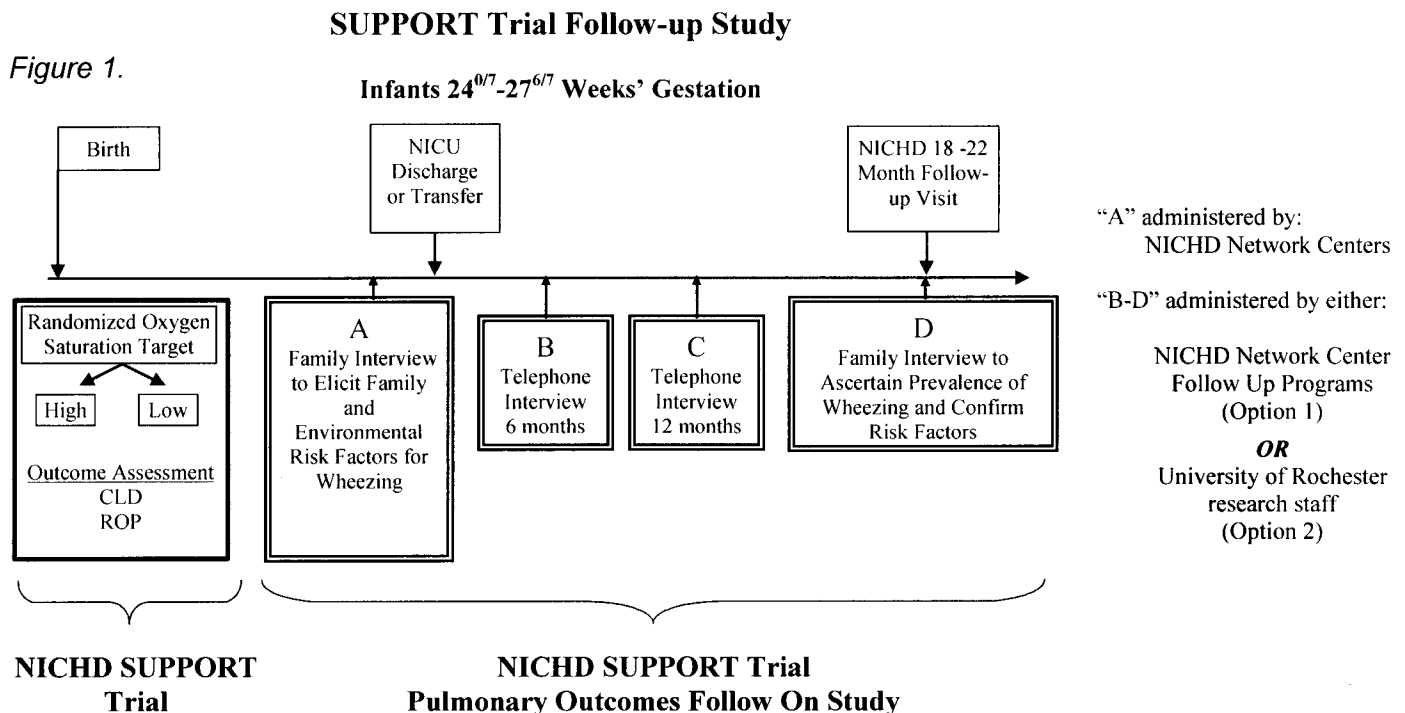 SUPPORT Trial Follow-up Study
Figure 1.
Infants 24^0/7-27^6/7 Weeks’ Gestation
Birth
NICU
Discharge
or Transfer
NICHD 18 -22
Month Follow-
up Visit
Randomized Oxygen
Saturation Target
High
Low
Outcome Assessment
CLD
ROP
A
Family Interview
to Elicit Family
and
Environmental
Risk Factors for
Wheezing
B
Telephone
Interview
6 months
C
Telephone
Interview
12 months
D
Family Interview to
Ascertain Prevalence of
Wheezing and Confirm
Risk Factors
“A” administered by:
NICHD Network Centers
“B-D” administered by either:
NICHD Network Center
Follow Up Programs
(Option 1)
OR
University of Rochester
research staff
(Option 2)
NICHD SUPPORT
Trial
NICHD SUPPORT Trial
Pulmonary Outcomes Follow On Study